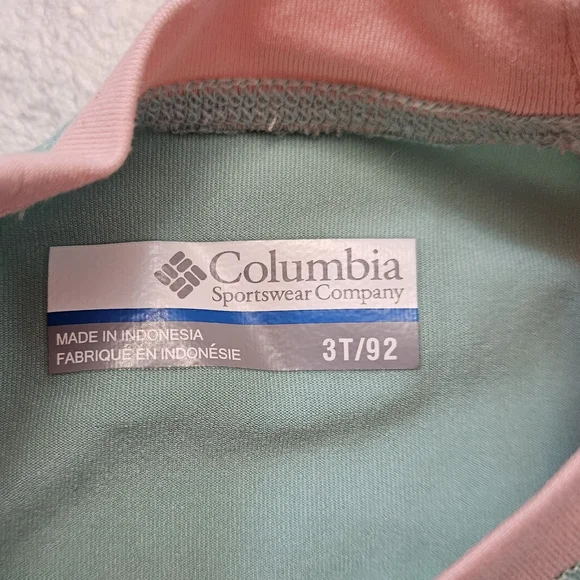 Columbia
Sportswear Company
MADE IN INDONESIA
FABRIQUÉ EN INDONÉSIE
3T/92